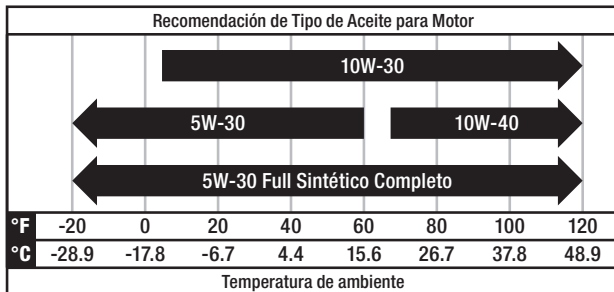 Recomendación de Tipo de Aceite para Motor
10W-30
5W-30 10W-40
5W-30 Full Sintético Completo
°F -20 0 20 40 60 80 100 120
°C -28.9 -17.8 -6.7 4.4 15.6 26.7 37.8 48.9
Temperatura de ambiente